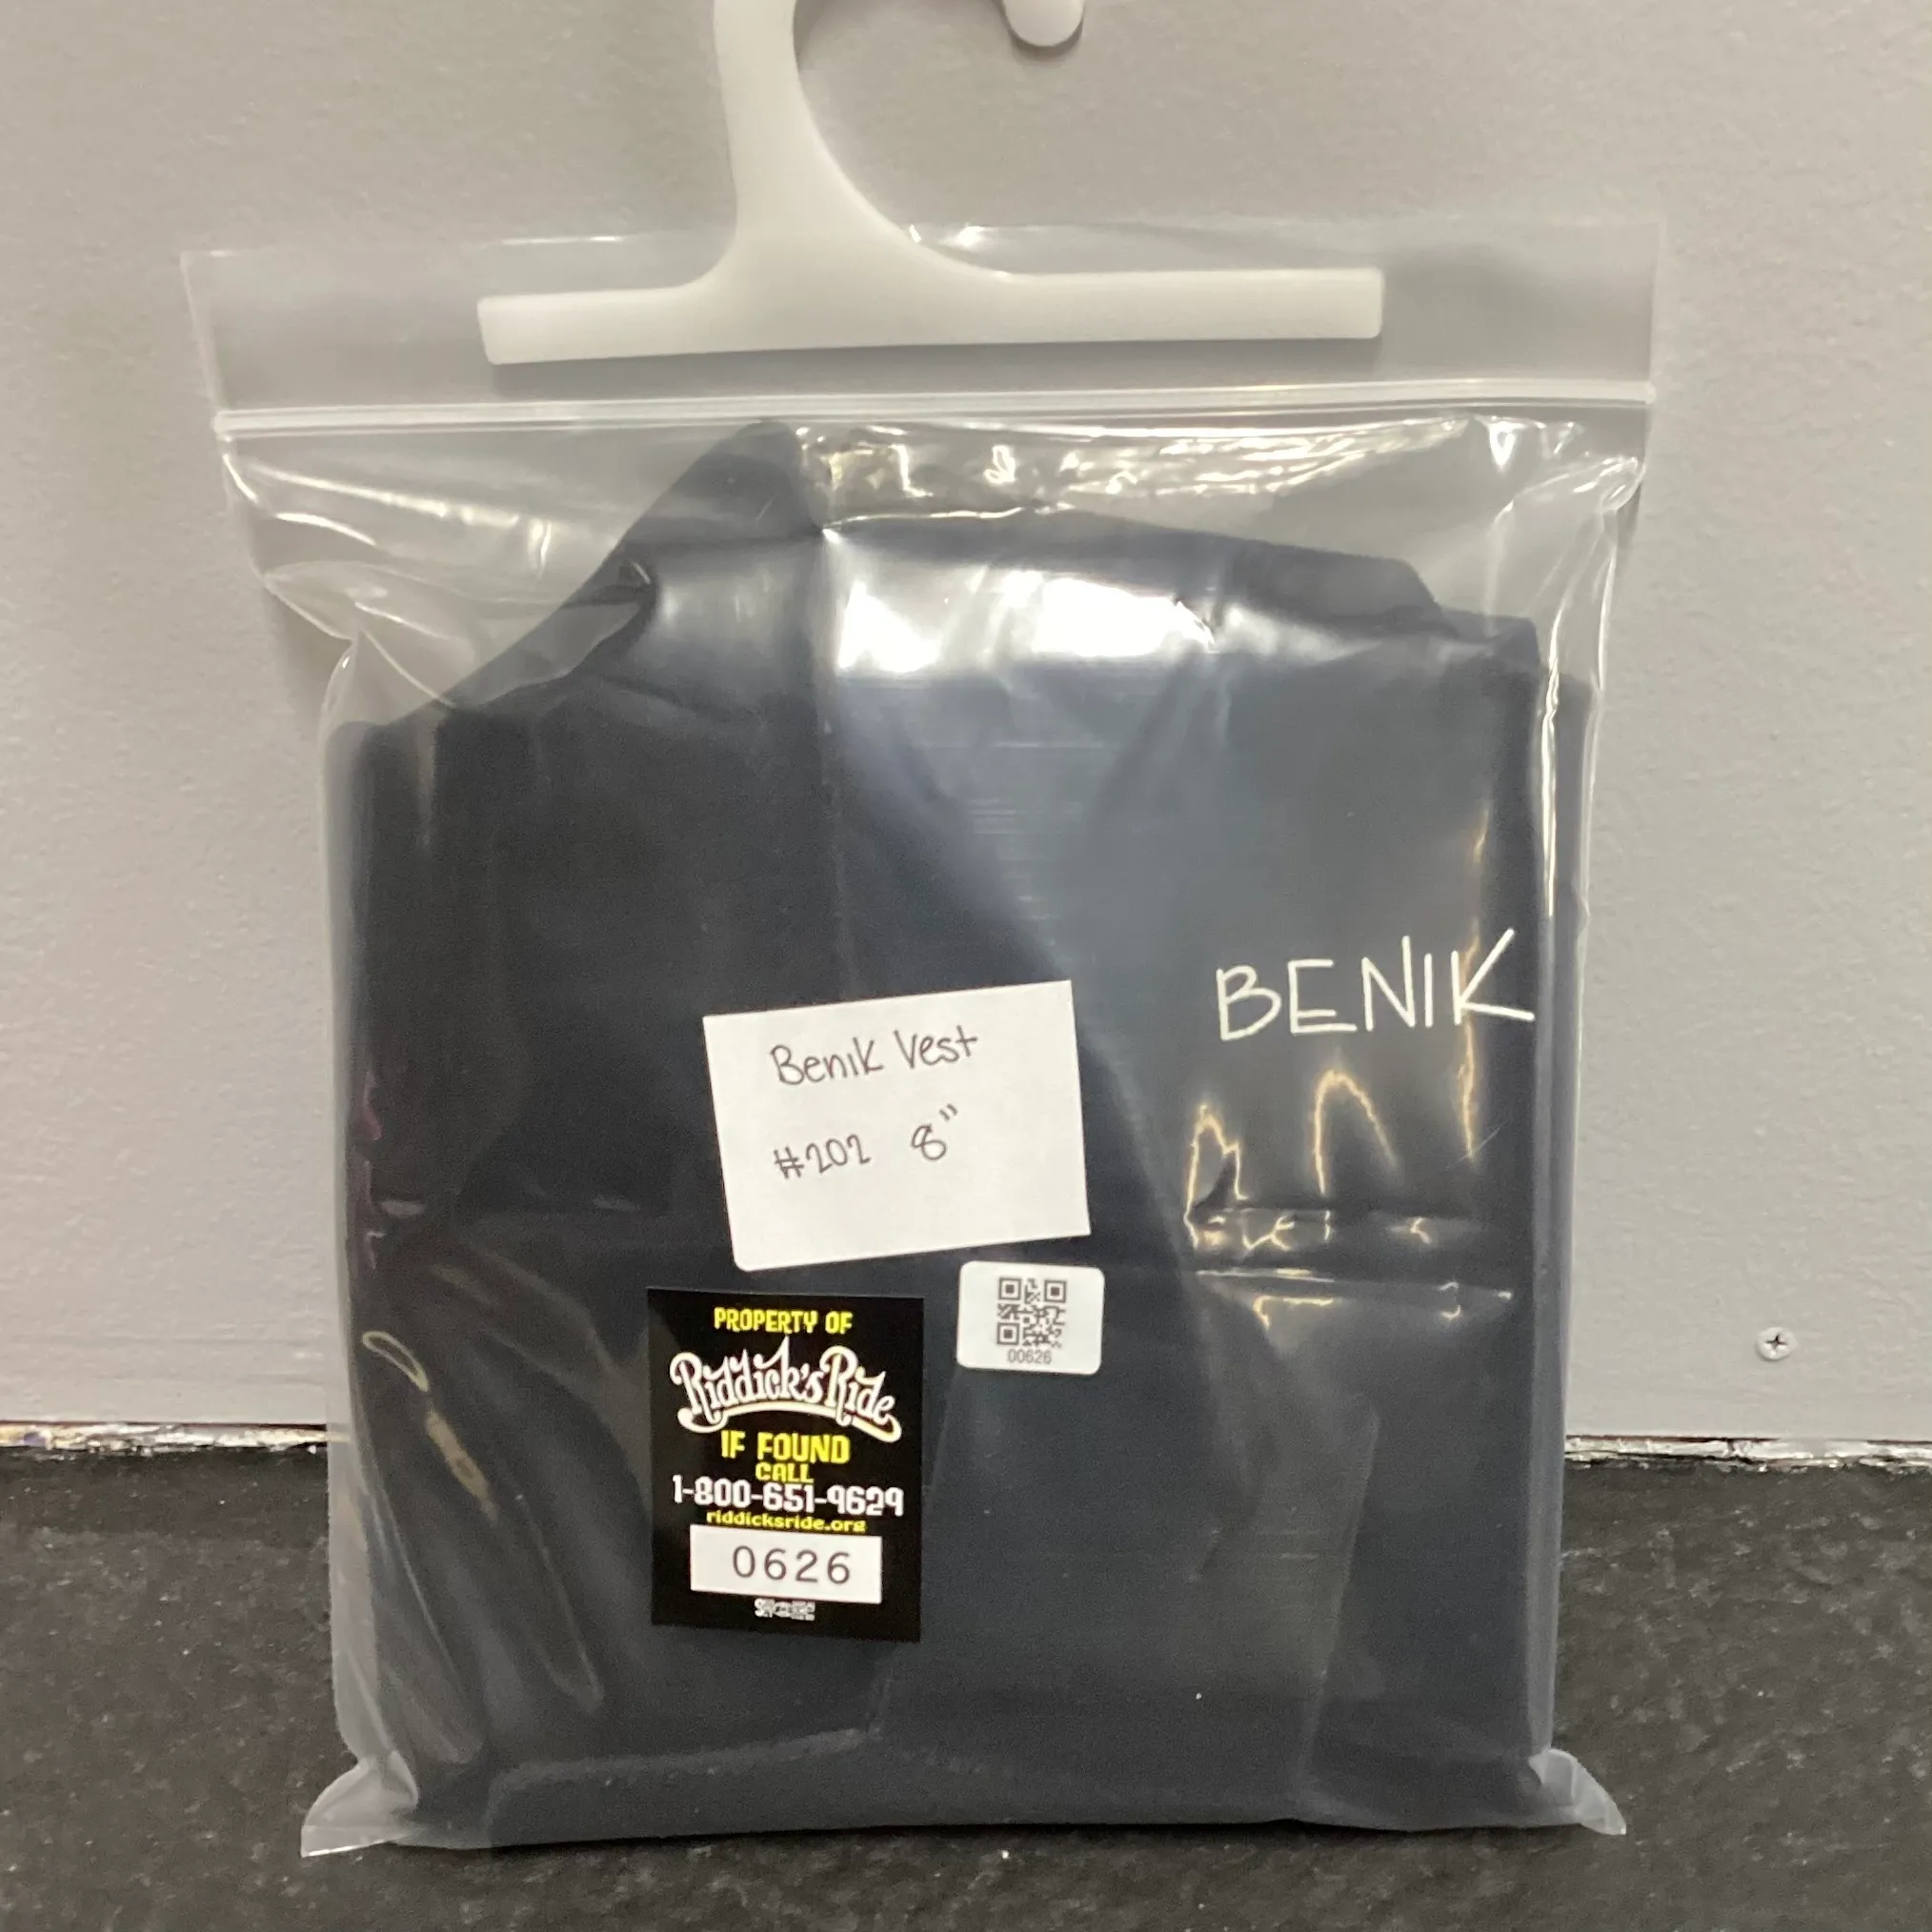 BENIK
Benik Vest
#202 8"
00626
PROPERTY OF
Riddick's Ride
IF FOUND
CALL
1-800-651-9629
riddicksride.org
0626